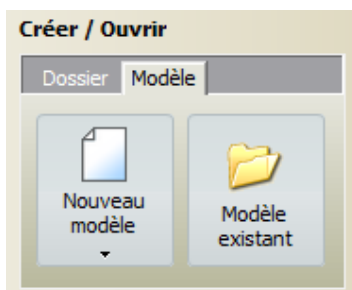 Créer / Ouvrir
Dossier Modèle
Nouveau modèle
Modèle existant